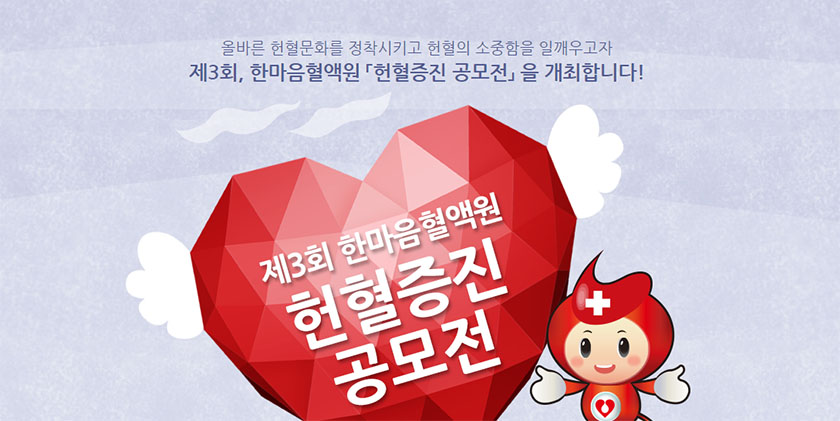 올바른 헌혈문화를 정착시키고 헌혈의 소중함을 일깨우고자
제3회, 한마음혈액원 「헌혈증진 공모전」 을 개최합니다!
제3회 한마음혈액원
헌혈증진
공모전